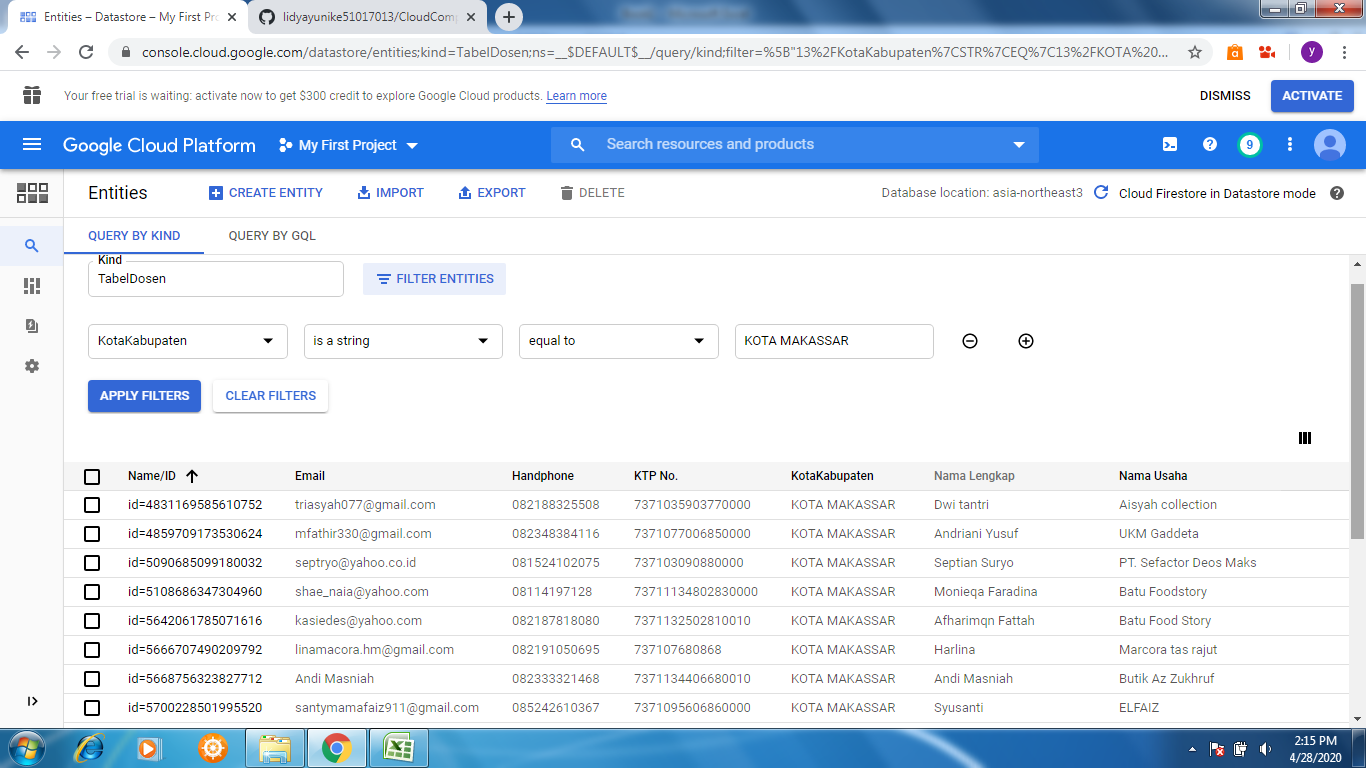 Entities – Datastore – My First Pr
lidyayunike51017013/CloudComp
console.cloud.google.com/datastore/entities;kind=TabelDosen;ns=__$DEFAULT$__/query/kind;filter=%5B"13%2FKotaKabupaten%7CSTR%7CEQ%7C13%2FKOTA%20...
y
Your free trial is waiting: activate now to get $300 credit to explore Google Cloud products. Learn more
DISMISS
ACTIVATE
Google Cloud Platform
My First Project
Search resources and products
9
Entities
CREATE ENTITY
IMPORT
EXPORT
DELETE
Database location: asia-northeast3
Cloud Firestore in Datastore mode
QUERY BY KIND
QUERY BY GQL
Kind
TabelDosen
FILTER ENTITIES
KotaKabupaten
is a string
equal to
KOTA MAKASSAR
APPLY FILTERS
CLEAR FILTERS
Name/ID Email Handphone KTP No. KotaKabupaten Nama Lengkap Nama Usaha
id=4831169585610752 triasyah077@gmail.com 082188325508 7371035903770000 KOTA MAKASSAR Dwi tantri Aisyah collection
id=4859709173530624 mfathir330@gmail.com 082348384116 7371077006850000 KOTA MAKASSAR Andriani Yusuf UKM Gaddeta
id=5090685099180032 septryo@yahoo.co.id 081524102075 737103090880000 KOTA MAKASSAR Septian Suryo PT. Sefactor Deos Maks
id=5108686347304960 shae_naia@yahoo.com 08114197128 73711134802830000 KOTA MAKASSAR Monieqa Faradina Batu Foodstory
id=5642061785071616 kasiedes@yahoo.com 082187818080 7371132502810010 KOTA MAKASSAR Afharimqn Fattah Batu Food Story
id=5666707490209792 linamacora.hm@gmail.com 082191050695 737107680868 KOTA MAKASSAR Harlina Marcora tas rajut
id=5668756323827712 Andi Masniah 082333321468 7371134406680010 KOTA MAKASSAR Andi Masniah Butik Az Zukhruf
id=5700228501995520 santymamafaiz911@gmail.com 085242610367 7371095606860000 KOTA MAKASSAR Syusanti ELFAIZ
2:15 PM
4/28/2020